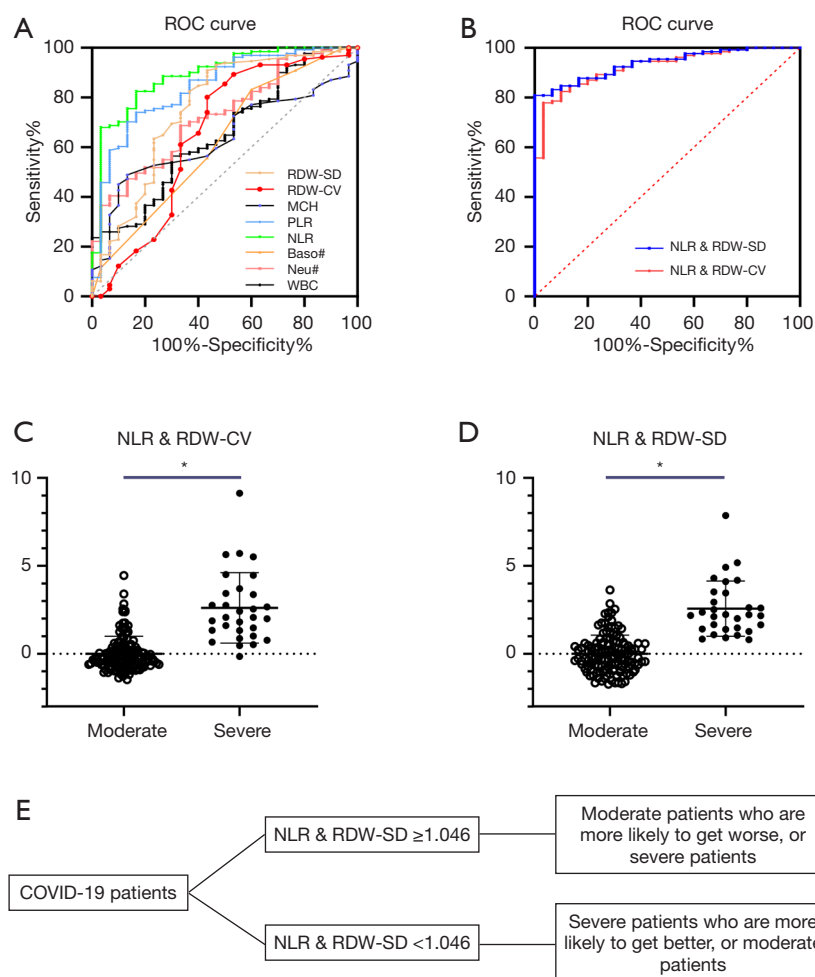 A
ROC curve
100
80
60
40
20
0
Sensitivity%
RDW-SD
RDW-CV
MCH
PLR
NLR
Baso#
Neu#
WBC
0 20 40 60 80 100
100%-Specificity%
B
ROC curve
100
80
60
40
20
0
Sensitivity%
NLR & RDW-SD
NLR & RDW-CV
0 20 40 60 80 100
100%-Specificity%
C
NLR & RDW-CV
*
10
5
0
Moderate Severe
D
NLR & RDW-SD
*
10
5
0
Moderate Severe
E
COVID-19 patients
NLR & RDW-SD ≥1.046
Moderate patients who are
more likely to get worse, or
severe patients
NLR & RDW-SD <1.046
Severe patients who are more
likely to get better, or moderate
patients